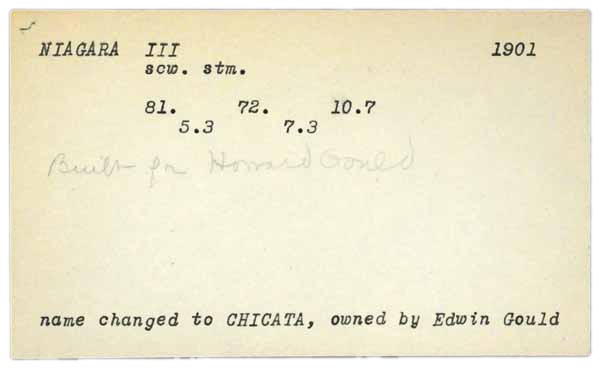 NIAGARA III 1901
scw. stm.
81. 72. 10.7
5.3 7.3
Built for Howard Gould
name changed to CHICATA, owned by Edwin Gould